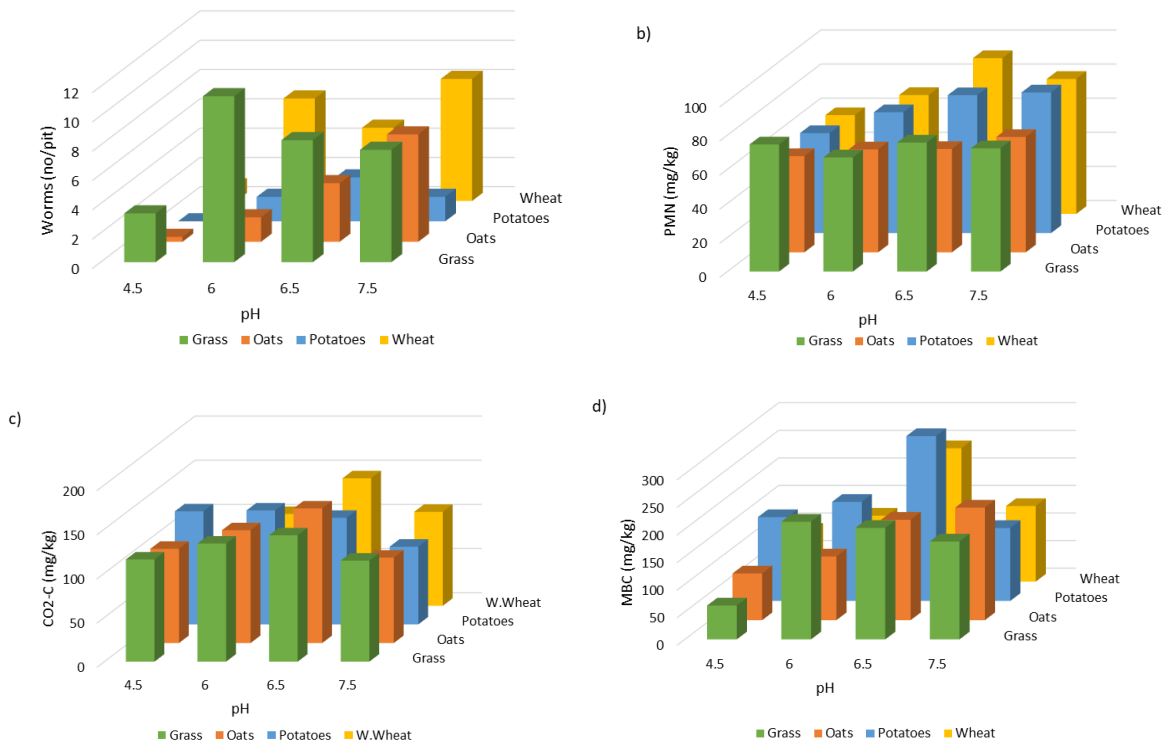 Worms (no/pit)
12
10
8
6
4
2
0
4.5 6 6.5 7.5
pH
Wheat
Potatoes
Oats
Grass
Grass Oats Potatoes Wheat
b)
PMN (mg/kg)
100
80
60
40
20
0
4.5 6 6.5 7.5
pH
Wheat
Potatoes
Oats
Grass
Grass Oats Potatoes Wheat
c)
CO2-C (mg/kg)
200
150
100
50
0
4.5 6 6.5 7.5
pH
W.Wheat
Potatoes
Oats
Grass
Grass Oats Potatoes W.Wheat
d)
MBC (mg/kg)
300
250
200
150
100
50
0
4.5 6 6.5 7.5
pH
Wheat
Potatoes
Oats
Grass
Grass Oats Potatoes Wheat